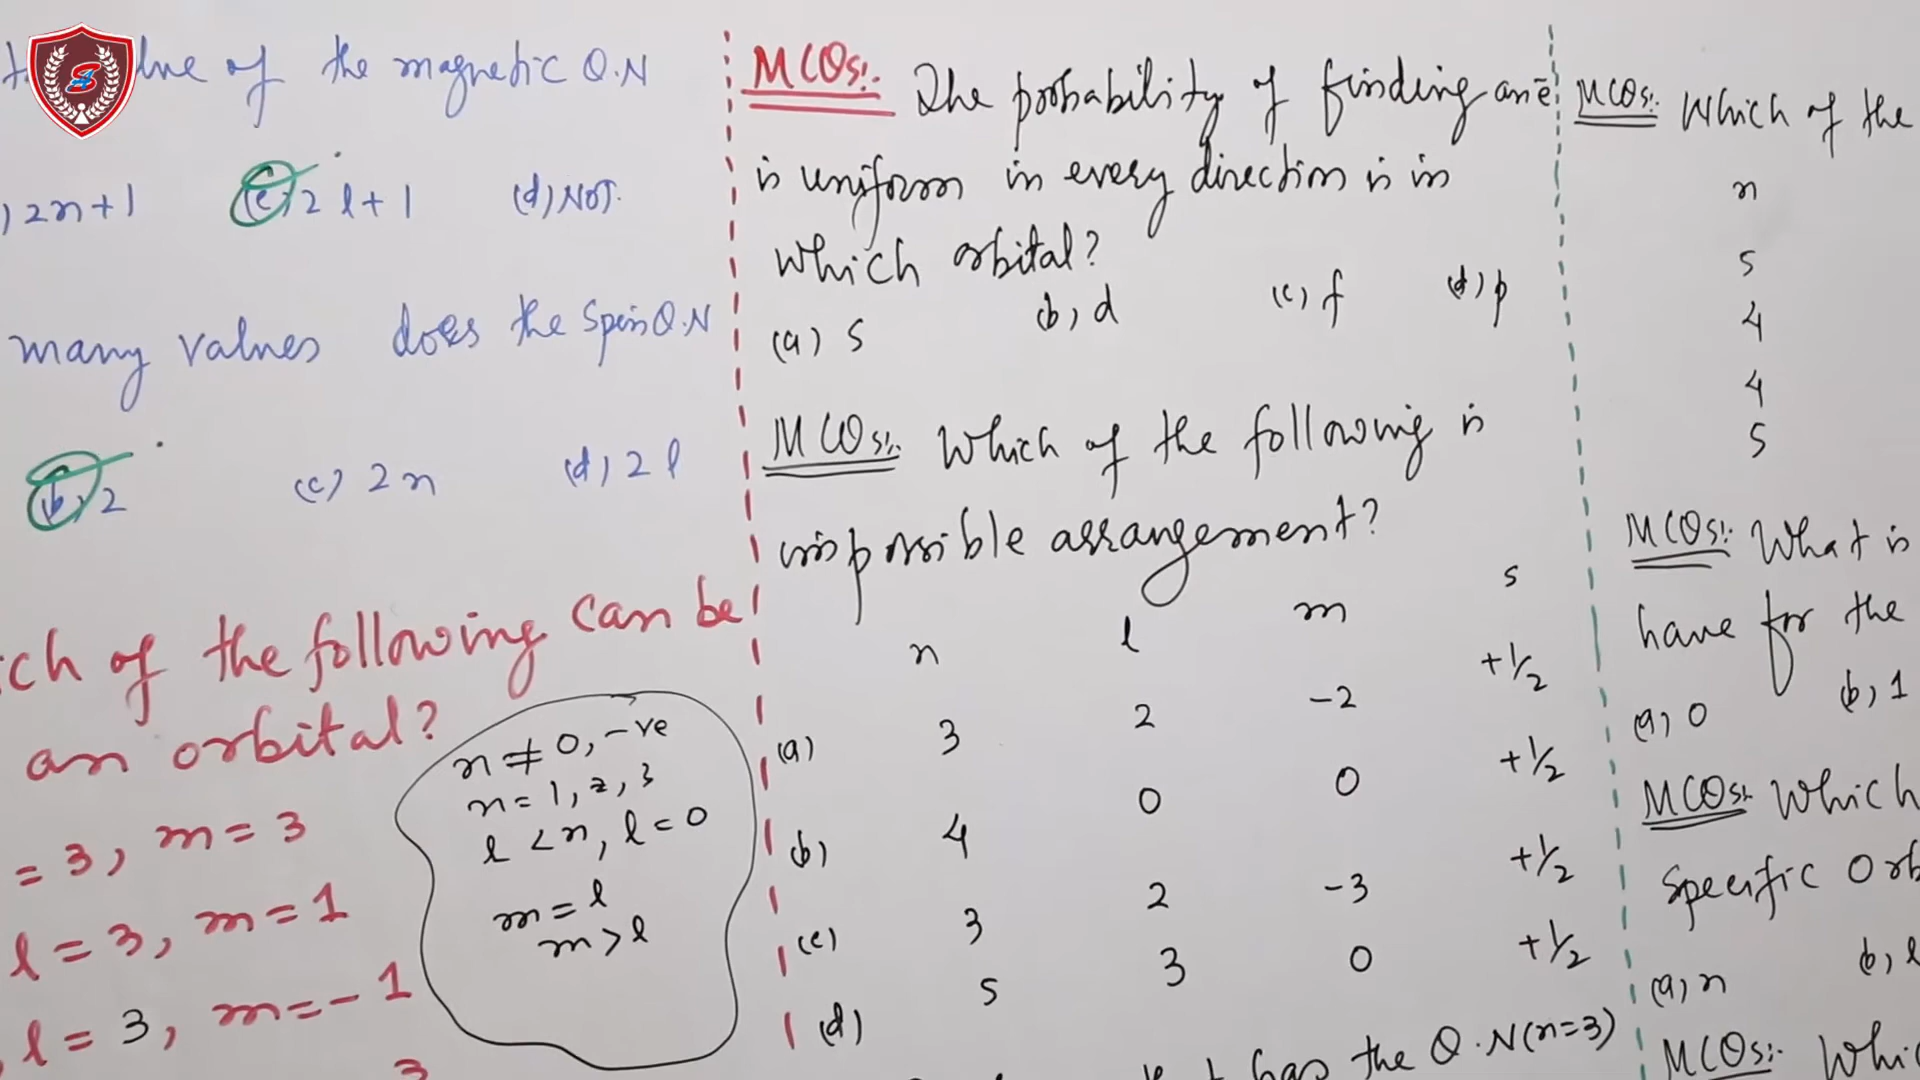 lue of the magnetic Q.N
) 2n+1 (c) 2l+1 (d) NOT.
many values does the Spin Q.N
(b) 2 (c) 2n (d) 2l
ch of the following can be
an orbital?
= 3, m = 3
l = 3, m = 1
l = 3, m = -1
3
n ≠ 0, -ve
n = 1, 2, 3
l < n, l = 0
m = l
m > l
MCQs:. The probability of finding an e⁻
is uniform in every direction is in
which orbital?
(a) s (b) d (c) f (d) p
MCQs:. Which of the following is
impossible arrangement?
n l m s
(a) 3 2 -2 +1/2
(b) 4 0 0 +1/2
(c) 3 2 -3 +1/2
(d) 5 3 0 +1/2
has the Q.N (n=3)
MCQs:. Which of the
n
5
4
4
5
MCQs:. What is
have for the
(a) 0 (b) 1
MCQs:. Which
Specific Orb
(a) n (b) l
MCQs:. Whic